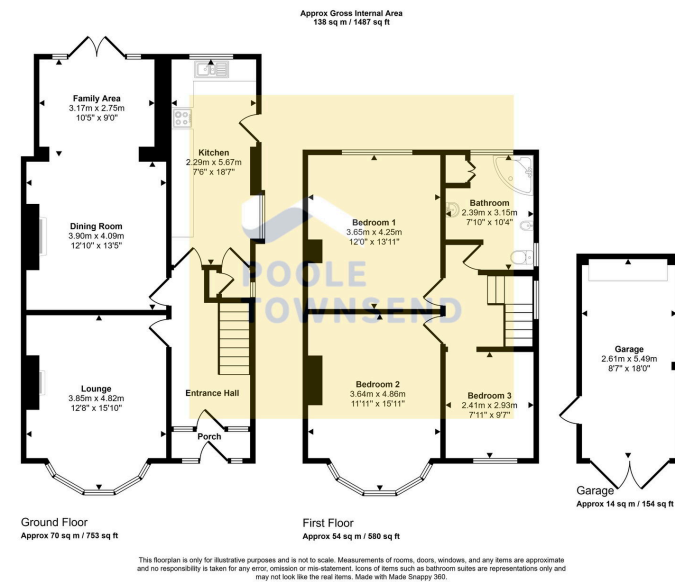 Approx Gross Internal Area
138 sq m / 1487 sq ft
Family Area
3.17m x 2.75m
10'5" x 9'0"
Kitchen
2.29m x 5.67m
7'6" x 18'7"
Dining Room
3.90m x 4.09m
12'10" x 13'5"
Lounge
3.85m x 4.82m
12'8" x 15'10"
Entrance Hall
Porch
Ground Floor
Approx 70 sq m / 753 sq ft
Bedroom 1
3.65m x 4.25m
12'0" x 13'11"
Bathroom
2.39m x 3.15m
7'10" x 10'4"
POOLE
TOWNSEND
Bedroom 2
3.64m x 4.86m
11'11" x 15'11"
Bedroom 3
2.41m x 2.93m
7'11" x 9'7"
First Floor
Approx 54 sq m / 580 sq ft
Garage
2.61m x 5.49m
8'7" x 18'0"
Garage
Approx 14 sq m / 154 sq ft
This floorplan is only for illustrative purposes and is not to scale. Measurements of rooms, doors, windows, and any items are approximate
and no responsibility is taken for any error, omission or mis-statement. Icons of items such as bathroom suites are representations only and
may not look like the real items. Made with Made Snappy 360.